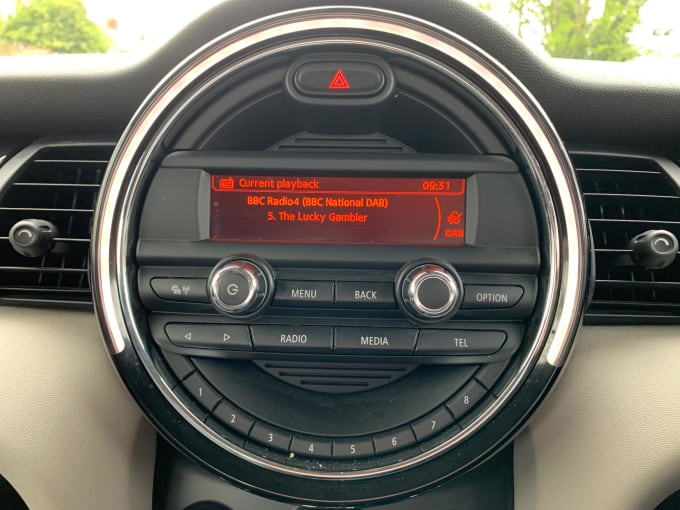 Current playback 09:31
BBC Radio4 (BBC National DAB)
5. The Lucky Gambler
DAB
MENU BACK OPTION
RADIO MEDIA TEL
1 2 3 4 5 6 7 8